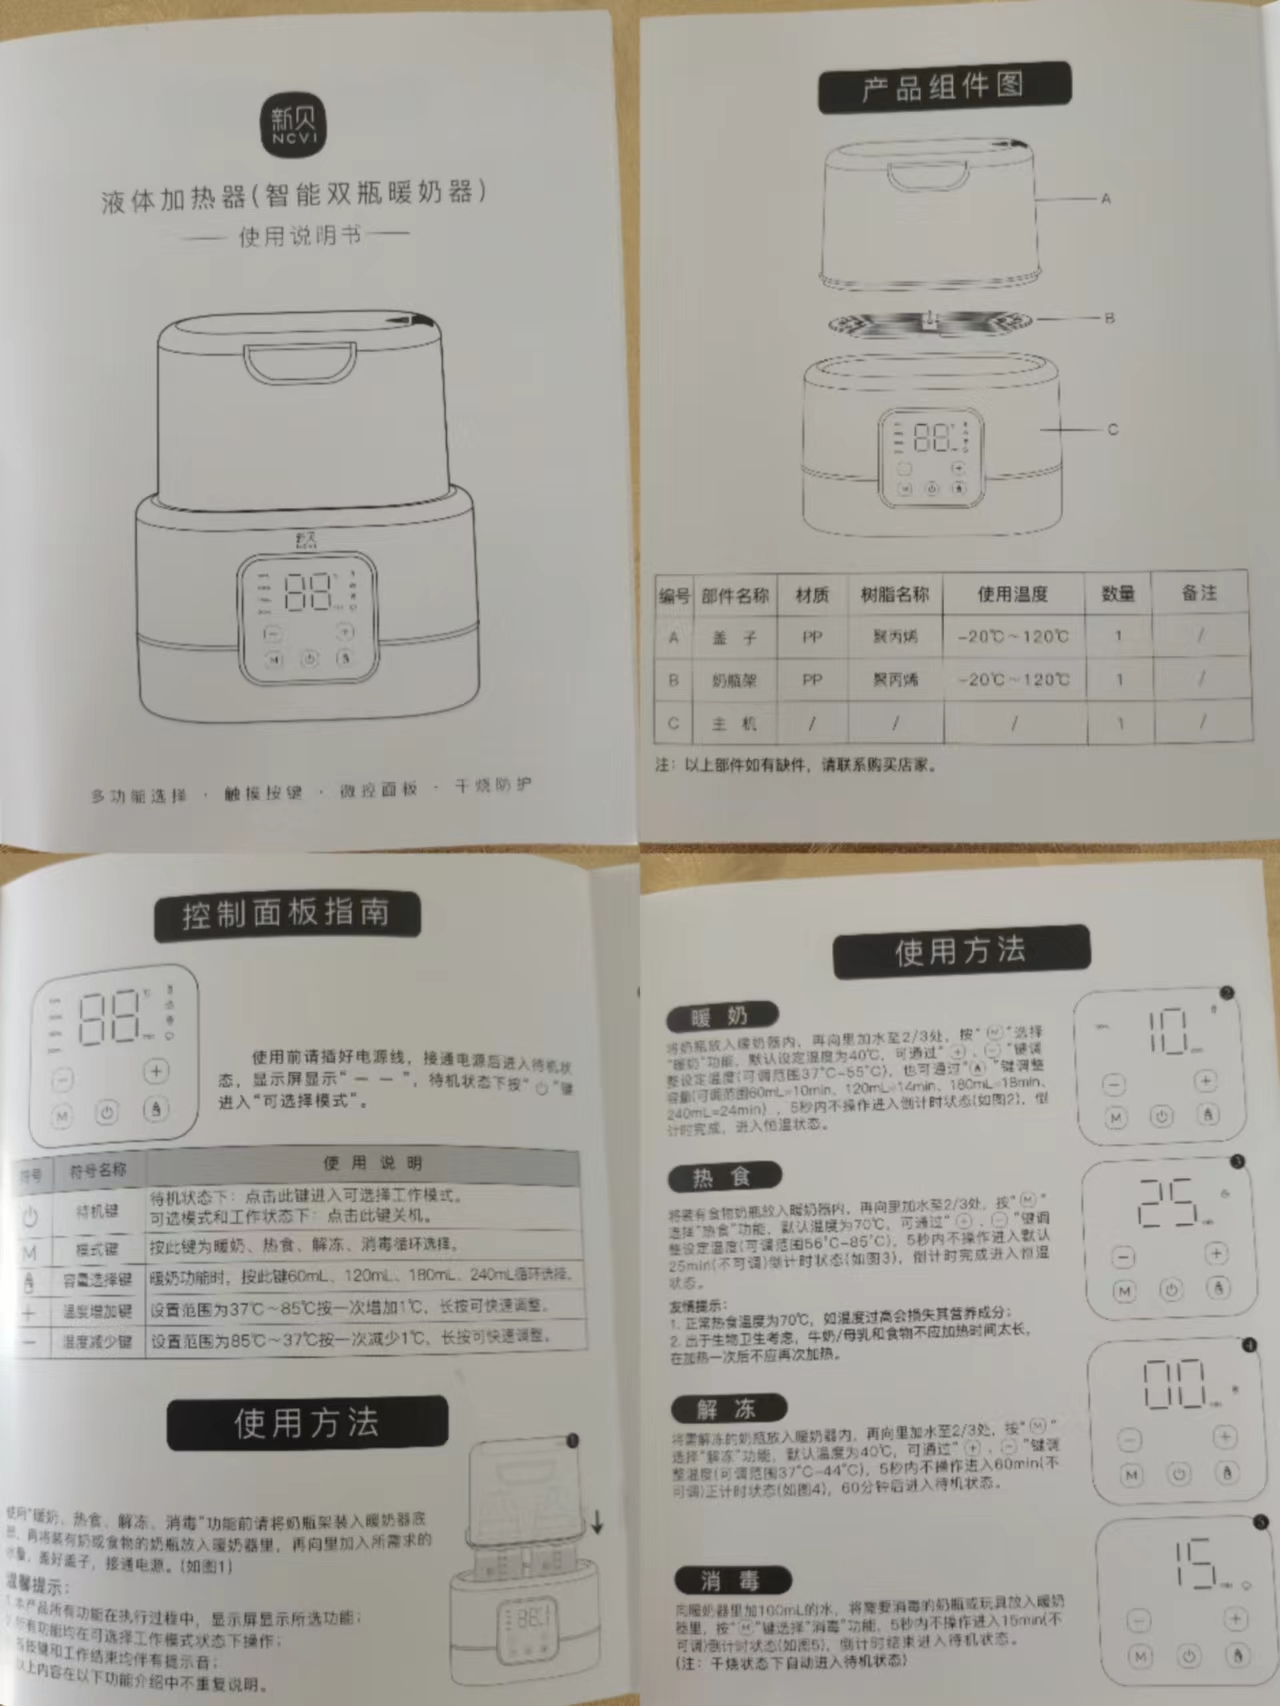 新贝
NCVI
液体加热器(智能双瓶暖奶器)
使用说明书
新贝
NCVI
88
M
多功能选择 · 触摸按键 · 微控面板 · 干烧防护
产品组件图
A
B
C
88
M
编号 部件名称 材质 树脂名称 使用温度 数量 备注
A 盖 子 PP 聚丙烯 -20℃~120℃ 1 /
B 奶瓶架 PP 聚丙烯 -20℃~120℃ 1 /
C 主 机 / / / 1 /
注：以上部件如有缺件，请联系购买店家。
控制面板指南
88
M
使用前请插好电源线，接通电源后进入待机状
态，显示屏显示“— —”，待机状态下按“⏻”键
进入“可选择模式”。
符号 符号名称 使 用 说 明
⏻ 待机键 待机状态下：点击此键进入可选择工作模式。
可选模式和工作状态下：点击此键关机。
M 模式键 按此键为暖奶、热食、解冻、消毒循环选择。
容量选择键 暖奶功能时，按此键60mL、120mL、180mL、240mL循环选择。
+ 温度增加键 设置范围为37℃~85℃按一次增加1℃，长按可快速调整。
− 温度减少键 设置范围为85℃~37℃按一次减少1℃，长按可快速调整。
使用方法
1
使用“暖奶、热食、解冻、消毒”功能前请将奶瓶架装入暖奶器底
再将装有奶或食物的奶瓶放入暖奶器里，再向里加入所需求的
水量，盖好盖子，接通电源。(如图1)
温馨提示：
1.本产品所有功能在执行过程中，显示屏显示所选功能；
所有功能均在可选择工作模式状态下操作；
各按键和工作结束均伴有提示音；
以上内容在以下功能介绍中不重复说明。
使用方法
暖 奶
将奶瓶放入暖奶器内，再向里加水至2/3处，按“M”选择
“暖奶”功能，默认设定温度为40℃，可通过“+、−”键调
整设定温度(可调范围37℃-55℃)，也可通过“”键调整
容量(可调范围60mL=10min、120mL=14min、180mL=18min、
240mL=24min)，5秒内不操作进入倒计时状态(如图2)，倒
计时完成，进入恒温状态。
2
10
M
热 食
将装有食物奶瓶放入暖奶器内，再向里加水至2/3处，按“M”
选择“热食”功能，默认温度为70℃，可通过“+、−”键调
整设定温度(可调范围56℃-85℃)，5秒内不操作进入默认
25min(不可调)倒计时状态(如图3)，倒计时完成进入恒温
状态。
友情提示：
1. 正常热食温度为70℃，如温度过高会损失其营养成分；
2. 出于生物卫生考虑，牛奶/母乳和食物不应加热时间太长，
在加热一次后不应再次加热。
3
25
M
解 冻
将需解冻的奶瓶放入暖奶器内，再向里加水至2/3处，按“M”
选择“解冻”功能，默认温度为40℃，可通过“+、−”键调
整温度(可调范围37℃-44℃)，5秒内不操作进入60min(不
可调)正计时状态(如图4)，60分钟后进入待机状态。
4
00
M
消 毒
向暖奶器里加100mL的水，将需要消毒的奶瓶或玩具放入暖奶
器里，按“M”键选择“消毒”功能，5秒内不操作进入15min(不
可调)倒计时状态(如图5)，倒计时结束进入待机状态。
(注：干烧状态下自动进入待机状态)
5
15
M